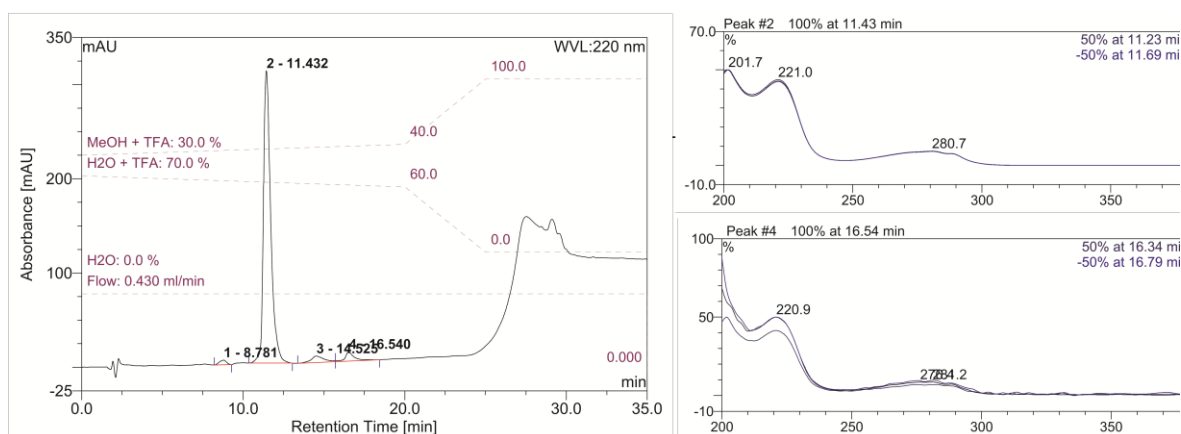 350
mAU
WVL:220 nm
2 - 11.432
100.0
MeOH + TFA: 30.0 %
40.0
H2O + TFA: 70.0 %
200
60.0
0.0
100
H2O: 0.0 %
Flow: 0.430 ml/min
1 - 8.781
3 - 14.525
4 - 16.540
0.000
min
-25
0.0
10.0
20.0
30.0
35.0
Absorbance [mAU]
Retention Time [min]
Peak #2 100% at 11.43 min
70.0
%
50% at 11.23 mi
-50% at 11.69 mi
201.7
221.0
280.7
-10.0
200
250
300
350
Peak #4 100% at 16.54 min
100
%
50% at 16.34 mi
-50% at 16.79 mi
220.9
50
-10
200
250
300
350